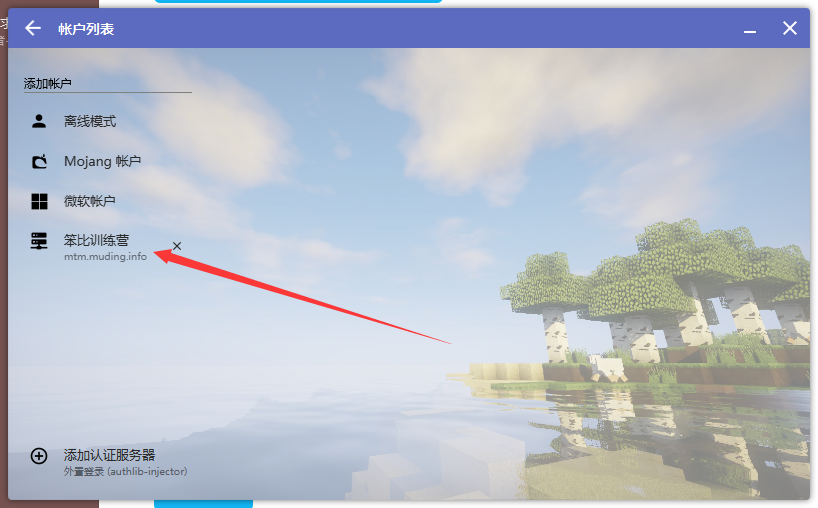 帐户列表
添加帐户
离线模式
Mojang 帐户
微软帐户
笨比训练营
mtm.muding.info
添加认证服务器
外置登录 (authlib-injector)